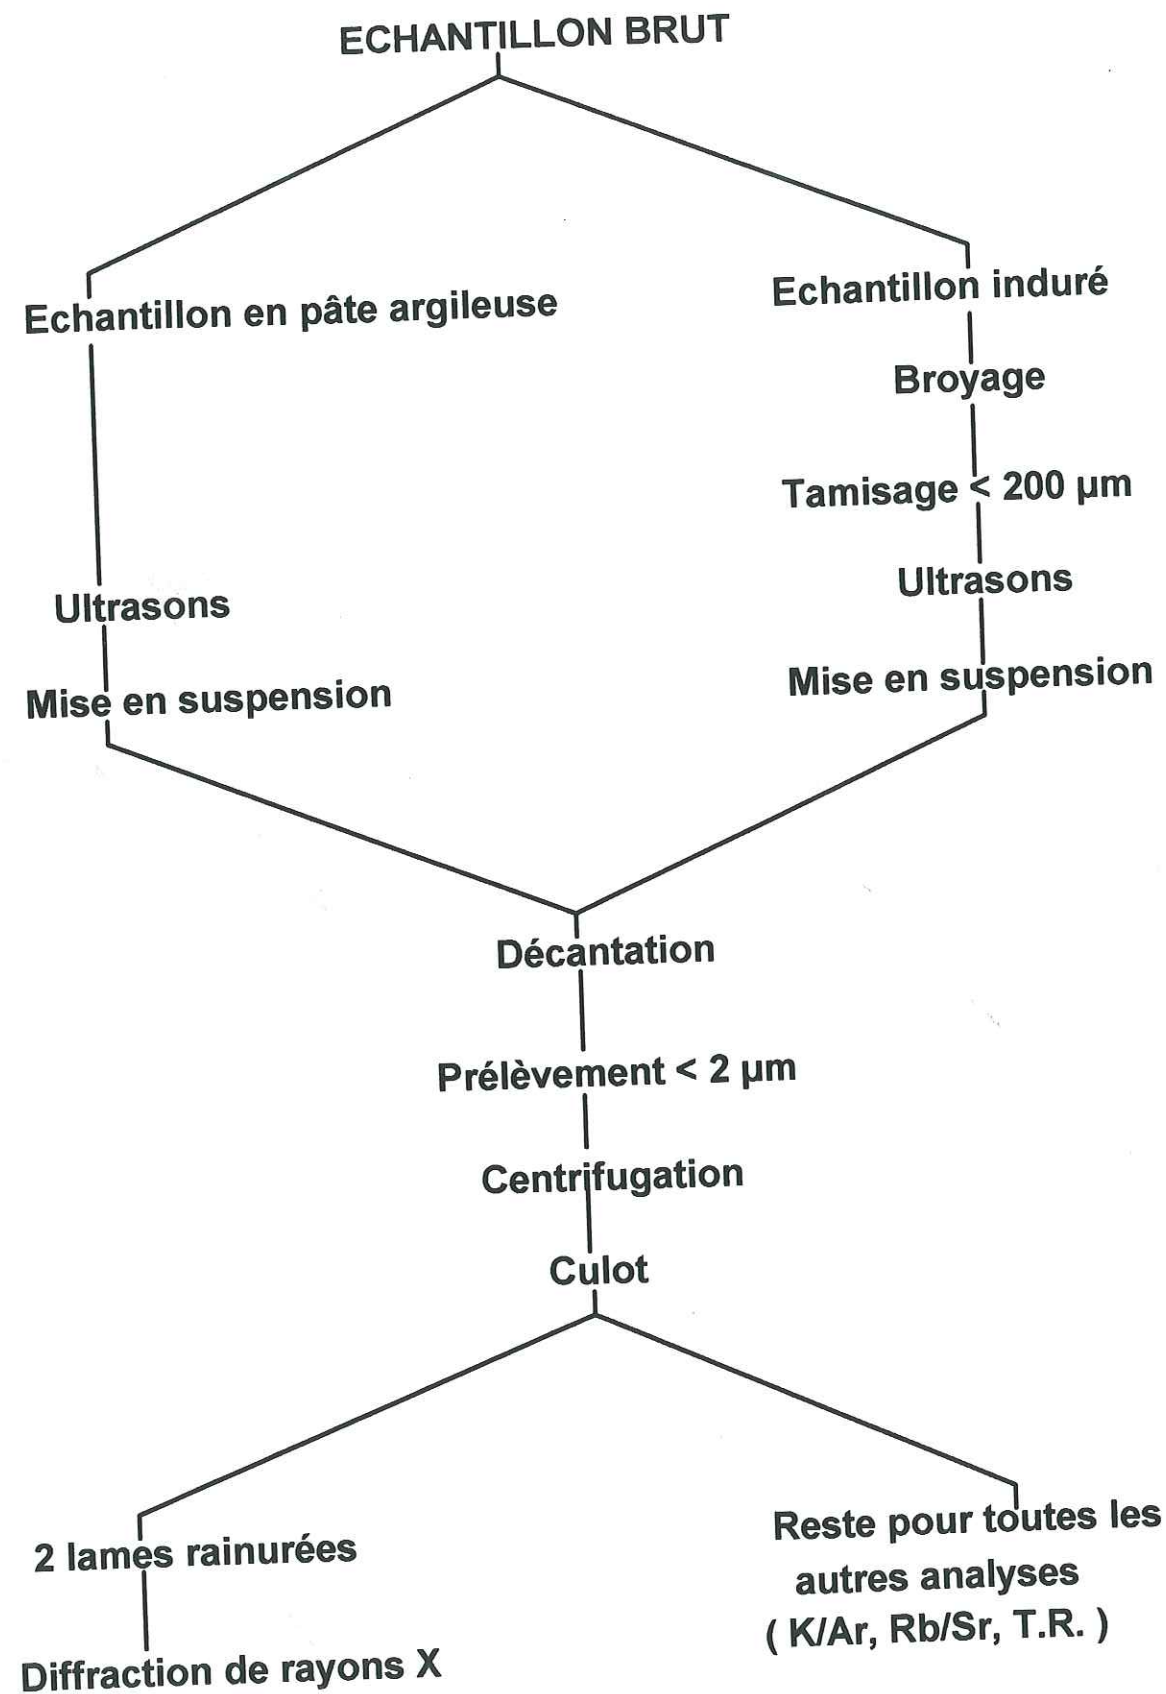 ECHANTILLON BRUT
Echantillon en pâte argileuse
Echantillon induré
Broyage
Tamisage < 200 µm
Ultrasons
Ultrasons
Mise en suspension
Mise en suspension
Décantation
Prélèvement < 2 µm
Centrifugation
Culot
2 lames rainurées
Diffraction de rayons X
Reste pour toutes les
autres analyses
( K/Ar, Rb/Sr, T.R. )